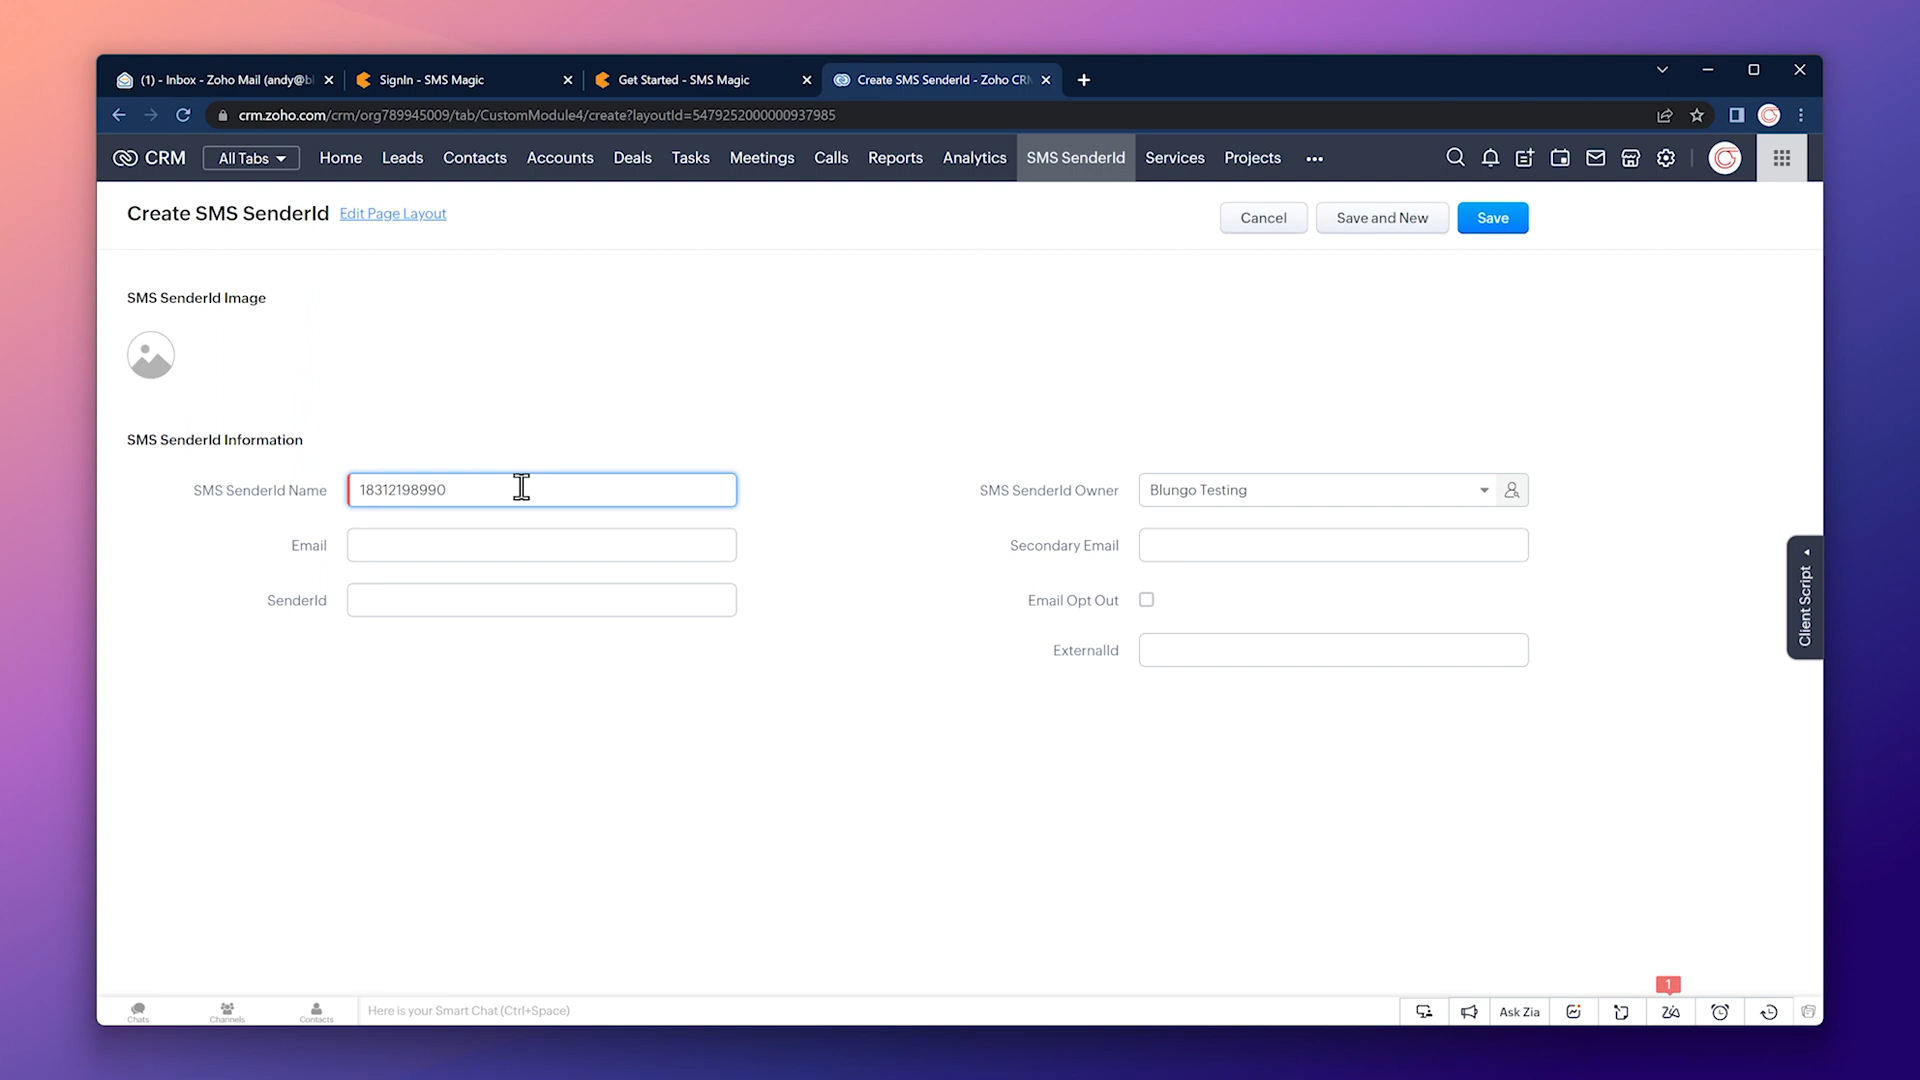 (1) - Inbox - Zoho Mail (andy@bl
SignIn - SMS Magic
Get Started - SMS Magic
Create SMS SenderId - Zoho CRM
crm.zoho.com/crm/org789945009/tab/CustomModule4/create?layoutId=5479252000000937985
CRM
All Tabs
Home
Leads
Contacts
Accounts
Deals
Tasks
Meetings
Calls
Reports
Analytics
SMS SenderId
Services
Projects
Create SMS SenderId
Edit Page Layout
Cancel
Save and New
Save
SMS SenderId Image
SMS SenderId Information
SMS SenderId Name
18312198990
SMS SenderId Owner
Blungo Testing
Email
Secondary Email
SenderId
Email Opt Out
ExternalId
Client Script
1
Chats
Channels
Contacts
Here is your Smart Chat (Ctrl+Space)
Ask Zia